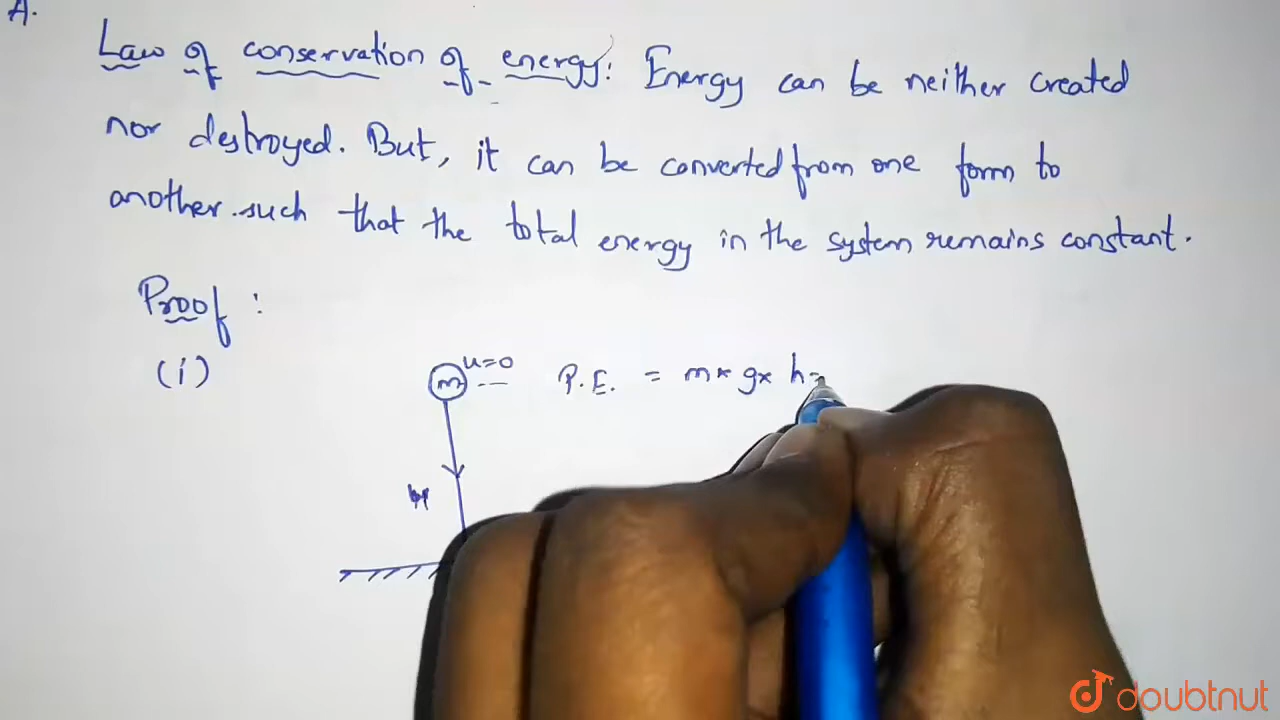 A.
Law of conservation of energy: Energy can be neither created
nor destroyed. But, it can be converted from one form to
another. such that the total energy in the system remains constant.
Proof :
(i)
u=0
m
P.E. = m× g× h=
doubtnut